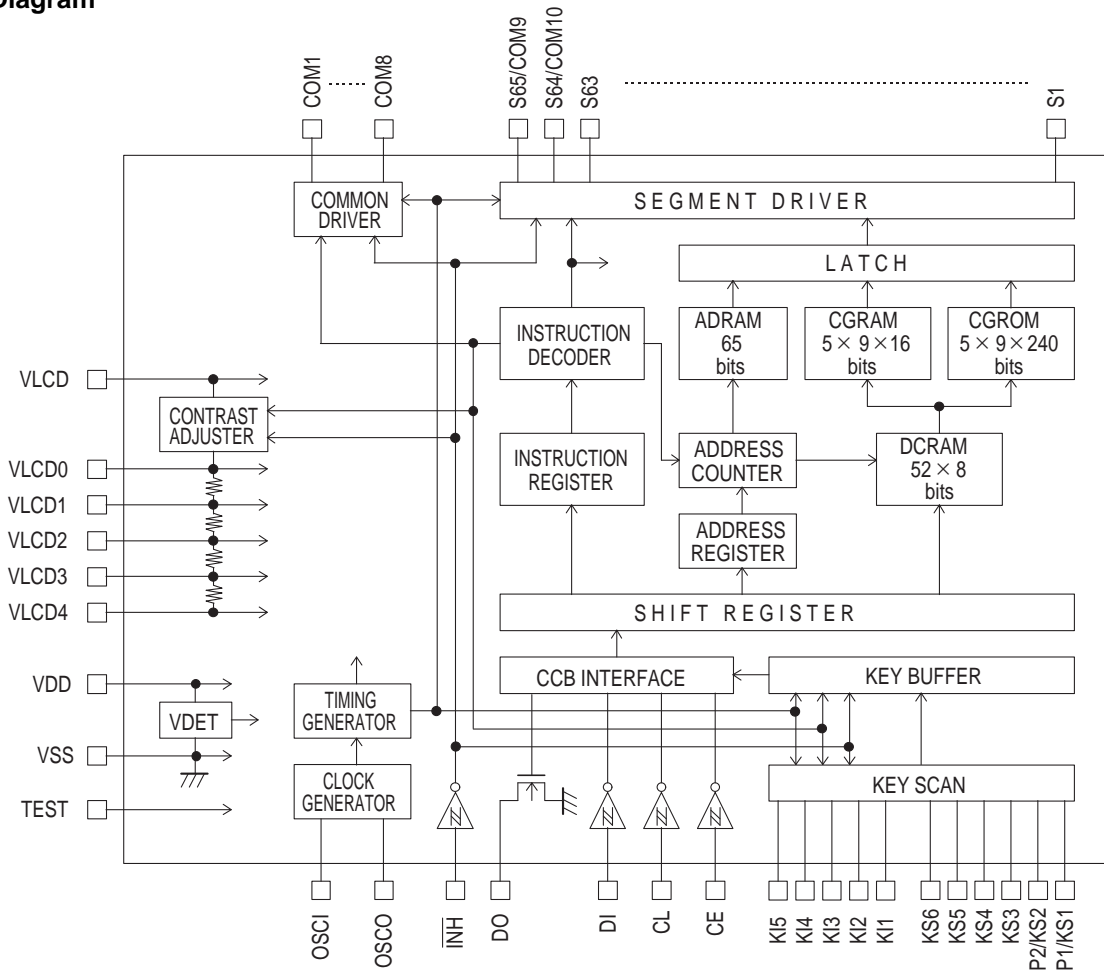 Diagram
COM1
COM8
S65/COM9
S64/COM10
S63
S1
COMMON
DRIVER
SEGMENT DRIVER
LATCH
INSTRUCTION
DECODER
ADRAM
65
bits
CGRAM
5 × 9 × 16
bits
CGROM
5 × 9 × 240
bits
VLCD
CONTRAST
ADJUSTER
VLCD0
VLCD1
VLCD2
VLCD3
VLCD4
INSTRUCTION
REGISTER
ADDRESS
COUNTER
DCRAM
52 × 8
bits
ADDRESS
REGISTER
SHIFT REGISTER
CCB INTERFACE
KEY BUFFER
VDD
VDET
VSS
TEST
TIMING
GENERATOR
CLOCK
GENERATOR
KEY SCAN
OSCI
OSCO
INH
DO
DI
CL
CE
KI5
KI4
KI3
KI2
KI1
KS6
KS5
KS4
KS3
P2/KS2
P1/KS1